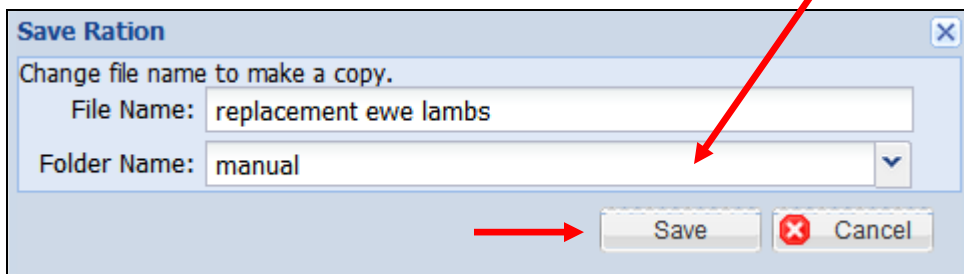 Save Ration
Change file name to make a copy.
File Name: replacement ewe lambs
Folder Name: manual
Save Cancel